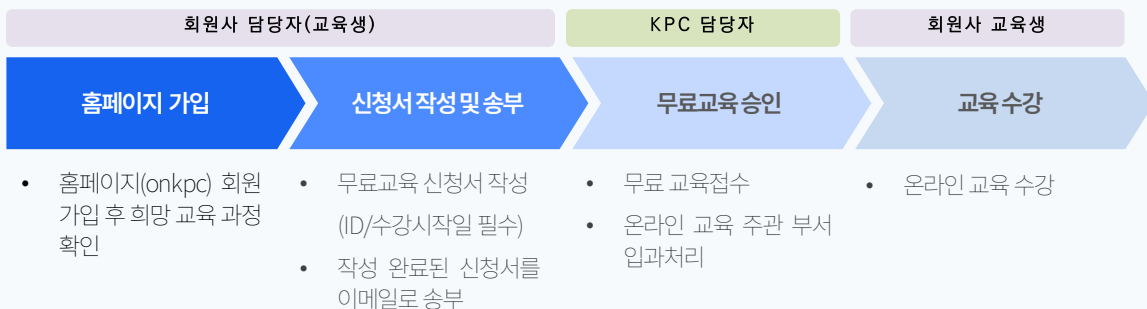 회원사 담당자(교육생)
KPC 담당자
회원사 교육생
홈페이지 가입
신청서 작성 및 송부
무료교육 승인
교육 수강
• 홈페이지(onkpc) 회원
가입 후 희망 교육 과정
확인
• 무료교육 신청서 작성
(ID/수강시작일 필수)
• 작성 완료된 신청서를
이메일로 송부
• 무료 교육접수
• 온라인 교육 주관 부서
입과처리
• 온라인 교육 수강